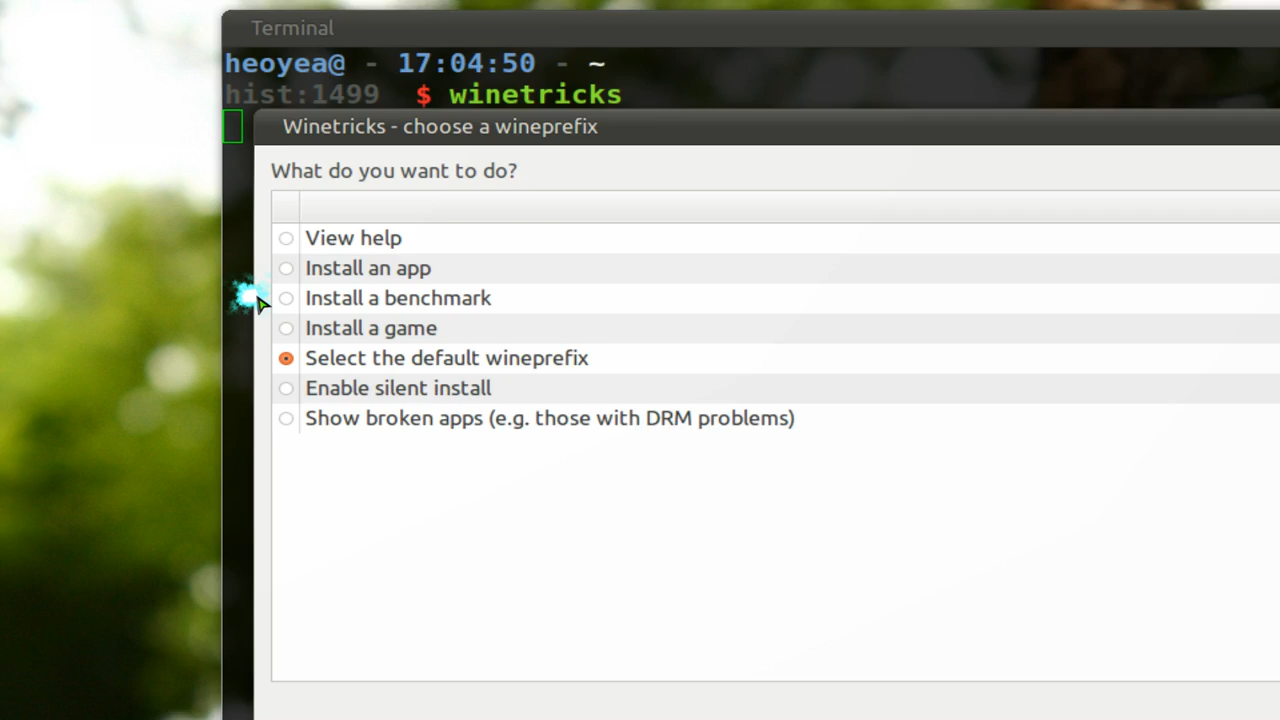 Terminal
heoyea@ - 17:04:50 - ~
hist:1499 $ winetricks
Winetricks - choose a wineprefix
What do you want to do?
View help
Install an app
Install a benchmark
Install a game
Select the default wineprefix
Enable silent install
Show broken apps (e.g. those with DRM problems)